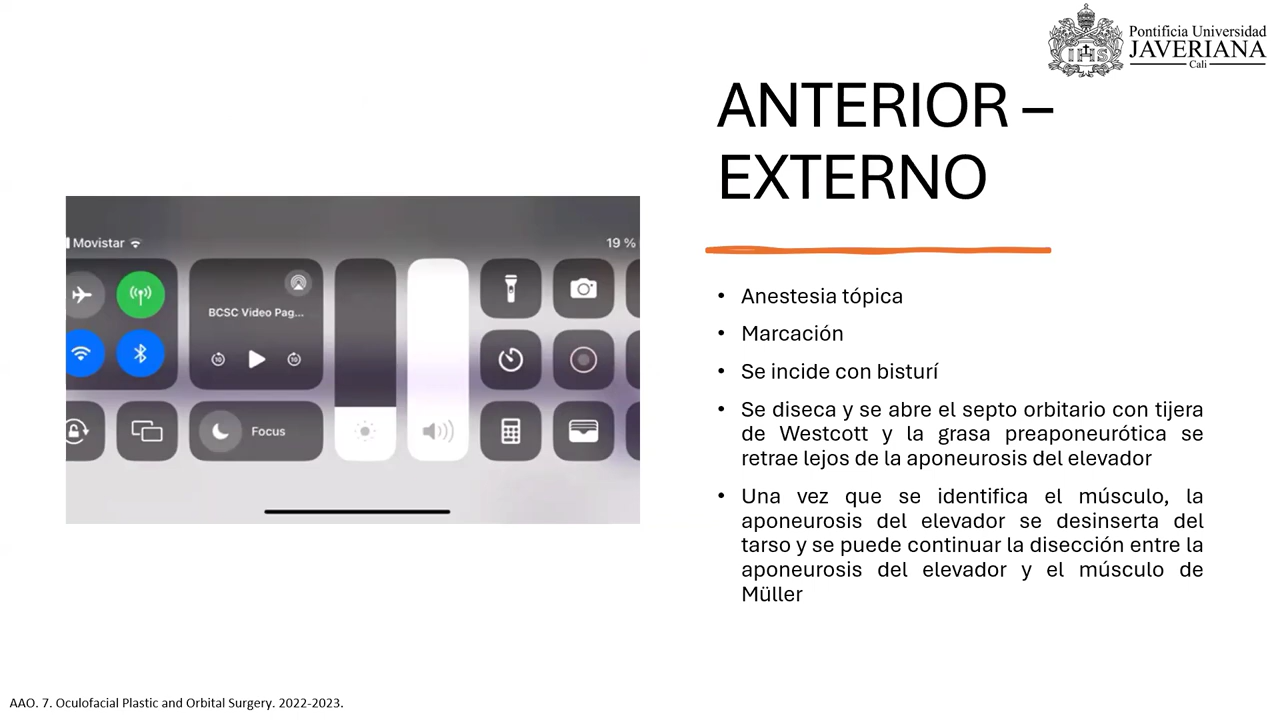 Pontificia Universidad
JAVERIANA
Cali
ANTERIOR –
EXTERNO
Movistar
19 %
BCSC Video Pag...
10
10
Focus
• Anestesia tópica
• Marcación
• Se incide con bisturí
• Se diseca y se abre el septo orbitario con tijera
de Westcott y la grasa preaponeurótica se
retrae lejos de la aponeurosis del elevador
• Una vez que se identifica el músculo, la
aponeurosis del elevador se desinserta del
tarso y se puede continuar la disección entre la
aponeurosis del elevador y el músculo de
Müller
AAO. 7. Oculofacial Plastic and Orbital Surgery. 2022-2023.